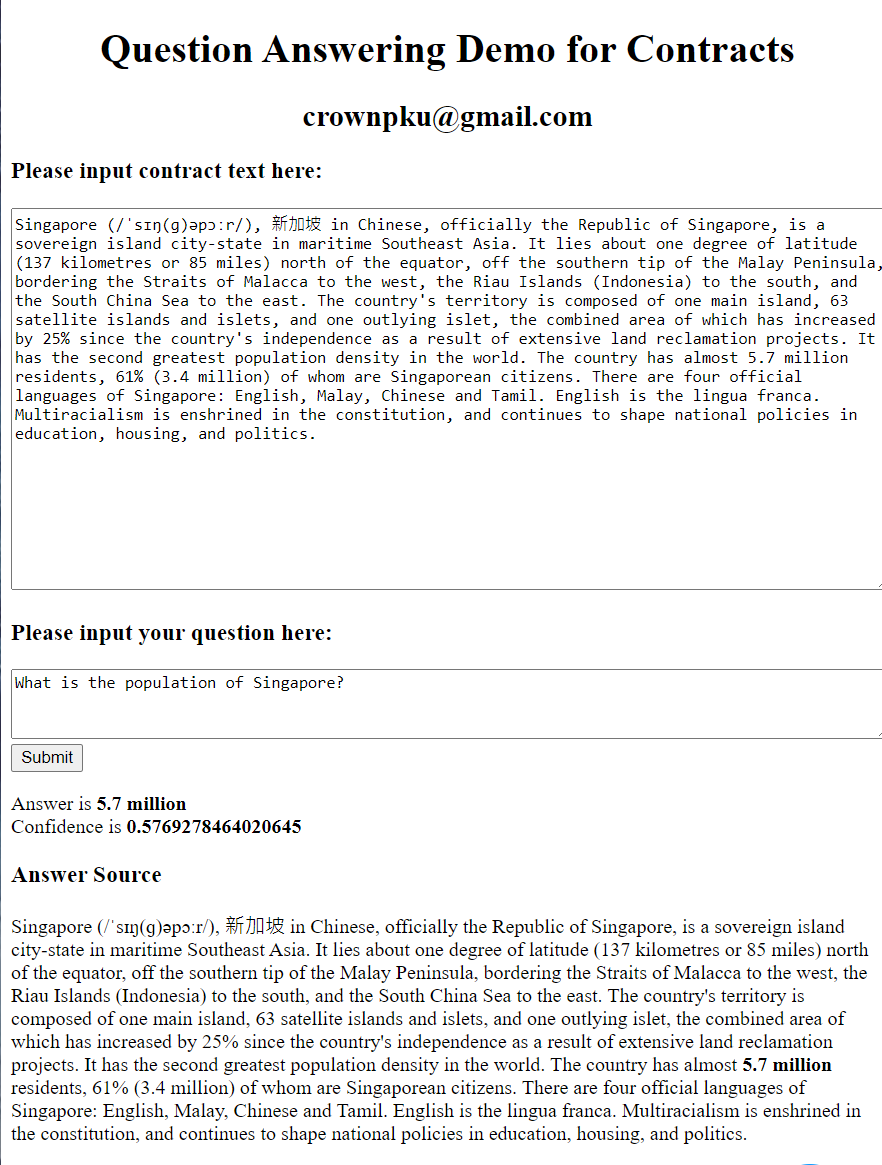 Question Answering Demo for Contracts
crownpku@gmail.com
Please input contract text here:
Singapore (/ˈsɪŋ(ɡ)əpɔːr/), 新加坡 in Chinese, officially the Republic of Singapore, is a
sovereign island city-state in maritime Southeast Asia. It lies about one degree of latitude
(137 kilometres or 85 miles) north of the equator, off the southern tip of the Malay Peninsula,
bordering the Straits of Malacca to the west, the Riau Islands (Indonesia) to the south, and
the South China Sea to the east. The country's territory is composed of one main island, 63
satellite islands and islets, and one outlying islet, the combined area of which has increased
by 25% since the country's independence as a result of extensive land reclamation projects. It
has the second greatest population density in the world. The country has almost 5.7 million
residents, 61% (3.4 million) of whom are Singaporean citizens. There are four official
languages of Singapore: English, Malay, Chinese and Tamil. English is the lingua franca.
Multiracialism is enshrined in the constitution, and continues to shape national policies in
education, housing, and politics.
Please input your question here:
What is the population of Singapore?
Submit
Answer is 5.7 million
Confidence is 0.5769278464020645
Answer Source
Singapore (/ˈsɪŋ(ɡ)əpɔːr/), 新加坡 in Chinese, officially the Republic of Singapore, is a sovereign island
city-state in maritime Southeast Asia. It lies about one degree of latitude (137 kilometres or 85 miles) north
of the equator, off the southern tip of the Malay Peninsula, bordering the Straits of Malacca to the west, the
Riau Islands (Indonesia) to the south, and the South China Sea to the east. The country's territory is
composed of one main island, 63 satellite islands and islets, and one outlying islet, the combined area of
which has increased by 25% since the country's independence as a result of extensive land reclamation
projects. It has the second greatest population density in the world. The country has almost 5.7 million
residents, 61% (3.4 million) of whom are Singaporean citizens. There are four official languages of
Singapore: English, Malay, Chinese and Tamil. English is the lingua franca. Multiracialism is enshrined in
the constitution, and continues to shape national policies in education, housing, and politics.